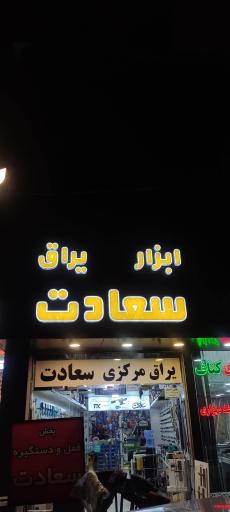 ابزار یراق
سعادت
یراق مرکزی سعادت
پخش
قفل و دستگیره
سعادت